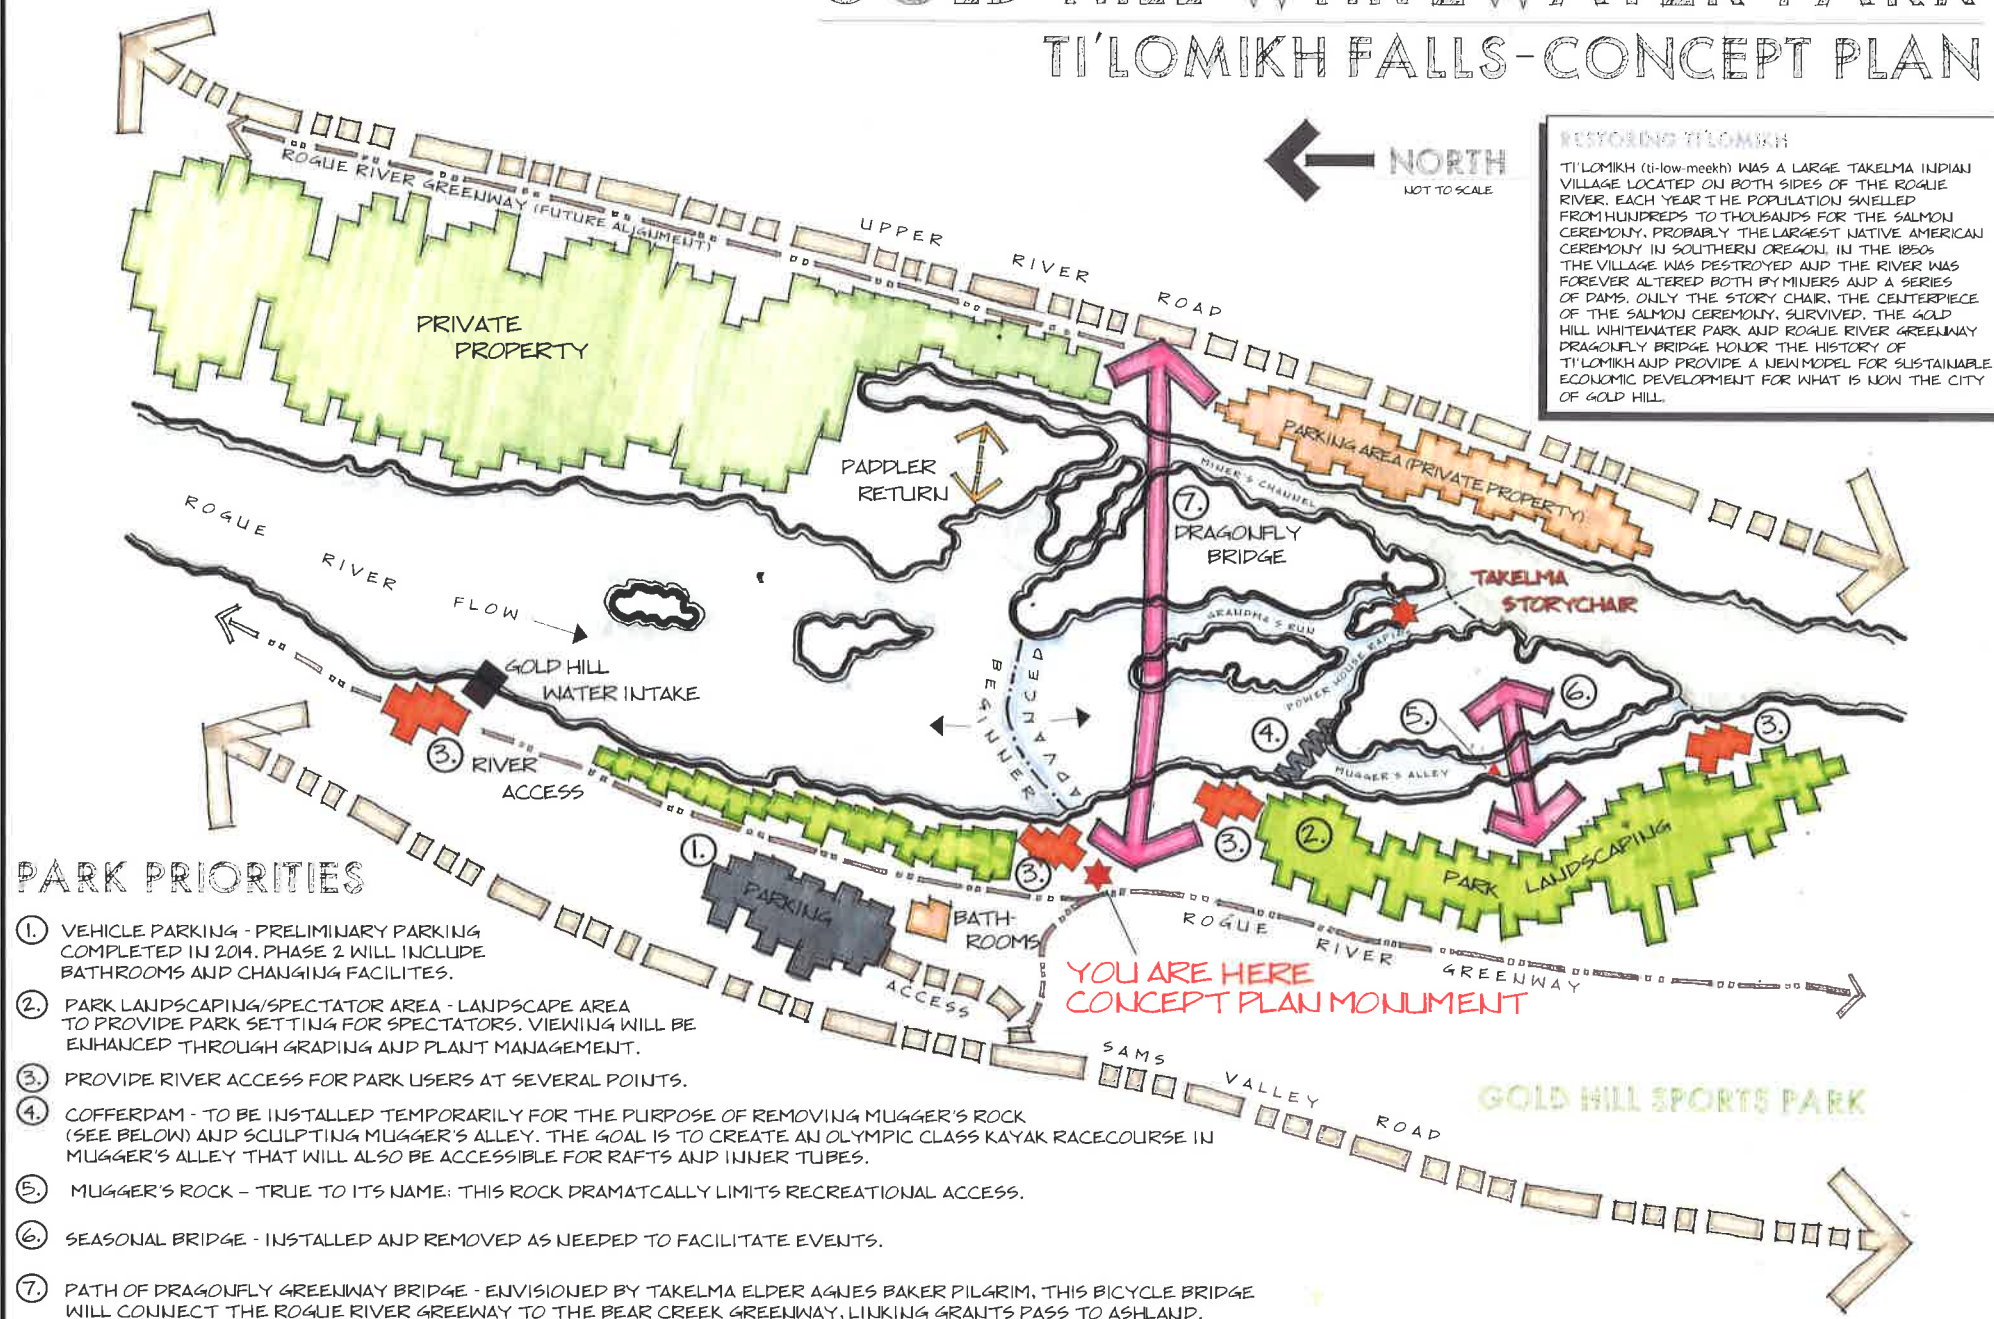 TI'LOMIKH FALLS-CONCEPT PLAN
NORTH
NOT TO SCALE
RESTORING TI'LOMIKH
TI'LOMIKH (ti-low-meekh) WAS A LARGE TAKELMA INDIAN
VILLAGE LOCATED ON BOTH SIDES OF THE ROGUE
RIVER. EACH YEAR THE POPULATION SWELLED
FROM HUNDREDS TO THOUSANDS FOR THE SALMON
CEREMONY, PROBABLY THE LARGEST NATIVE AMERICAN
CEREMONY IN SOUTHERN OREGON. IN THE 1850s
THE VILLAGE WAS DESTROYED AND THE RIVER WAS
FOREVER ALTERED BOTH BY MINERS AND A SERIES
OF DAMS. ONLY THE STORY CHAIR, THE CENTERPIECE
OF THE SALMON CEREMONY, SURVIVED. THE GOLD
HILL WHITEWATER PARK AND ROGUE RIVER GREENWAY
DRAGONFLY BRIDGE HONOR THE HISTORY OF
TI'LOMIKH AND PROVIDE A NEW MODEL FOR SUSTAINABLE
ECONOMIC DEVELOPMENT FOR WHAT IS NOW THE CITY
OF GOLD HILL.
ROGUE RIVER GREENWAY (FUTURE ALIGNMENT)
UPPER RIVER ROAD
PRIVATE
PROPERTY
PARKING AREA (PRIVATE PROPERTY)
PADDLER
RETURN
MINER'S CHANNEL
7.
DRAGONFLY
BRIDGE
TAKELMA
STORYCHAIR
ROGUE RIVER FLOW
GRANDMA'S RUN
POWER HOUSE RAPIDS
GOLD HILL
WATER INTAKE
BEGINNER
ADVANCED
6.
5.
4.
3.
MUGGER'S ALLEY
3. RIVER
ACCESS
1.
PARKING
3.
3.
2.
PARK LANDSCAPING
BATH-
ROOMS
ACCESS
ROGUE RIVER GREENWAY
YOU ARE HERE
CONCEPT PLAN MONUMENT
SAMS VALLEY ROAD
GOLD HILL SPORTS PARK
PARK PRIORITIES
1. VEHICLE PARKING - PRELIMINARY PARKING
COMPLETED IN 2014. PHASE 2 WILL INCLUDE
BATHROOMS AND CHANGING FACILITES.
2. PARK LANDSCAPING/SPECTATOR AREA - LANDSCAPE AREA
TO PROVIDE PARK SETTING FOR SPECTATORS. VIEWING WILL BE
ENHANCED THROUGH GRADING AND PLANT MANAGEMENT.
3. PROVIDE RIVER ACCESS FOR PARK USERS AT SEVERAL POINTS.
4. COFFERDAM - TO BE INSTALLED TEMPORARILY FOR THE PURPOSE OF REMOVING MUGGER'S ROCK
(SEE BELOW) AND SCULPTING MUGGER'S ALLEY. THE GOAL IS TO CREATE AN OLYMPIC CLASS KAYAK RACECOURSE IN
MUGGER'S ALLEY THAT WILL ALSO BE ACCESSIBLE FOR RAFTS AND INNER TUBES.
5. MUGGER'S ROCK – TRUE TO ITS NAME; THIS ROCK DRAMATCALLY LIMITS RECREATIONAL ACCESS.
6. SEASONAL BRIDGE - INSTALLED AND REMOVED AS NEEDED TO FACILITATE EVENTS.
7. PATH OF DRAGONFLY GREENWAY BRIDGE - ENVISIONED BY TAKELMA ELDER AGNES BAKER PILGRIM, THIS BICYCLE BRIDGE
WILL CONNECT THE ROGUE RIVER GREEWAY TO THE BEAR CREEK GREENWAY, LINKING GRANTS PASS TO ASHLAND.